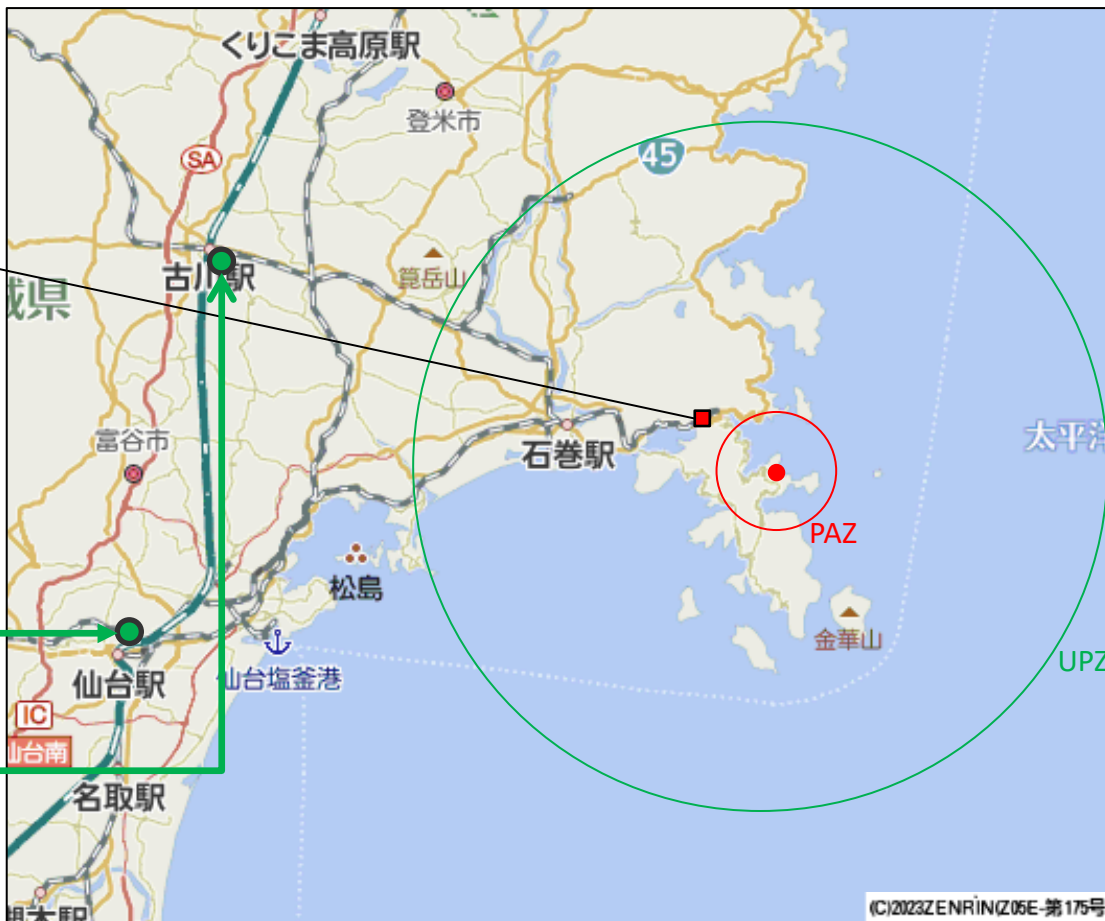 くりこま高原駅
登米市
45
SA
古川駅
箟岳山
城県
富谷市
石巻駅
太平洋
PAZ
松島
金華山
仙台駅
仙台塩釜港
UPZ
IC
仙台南
名取駅
(C)2023ZENRIN(Z05E-第175号